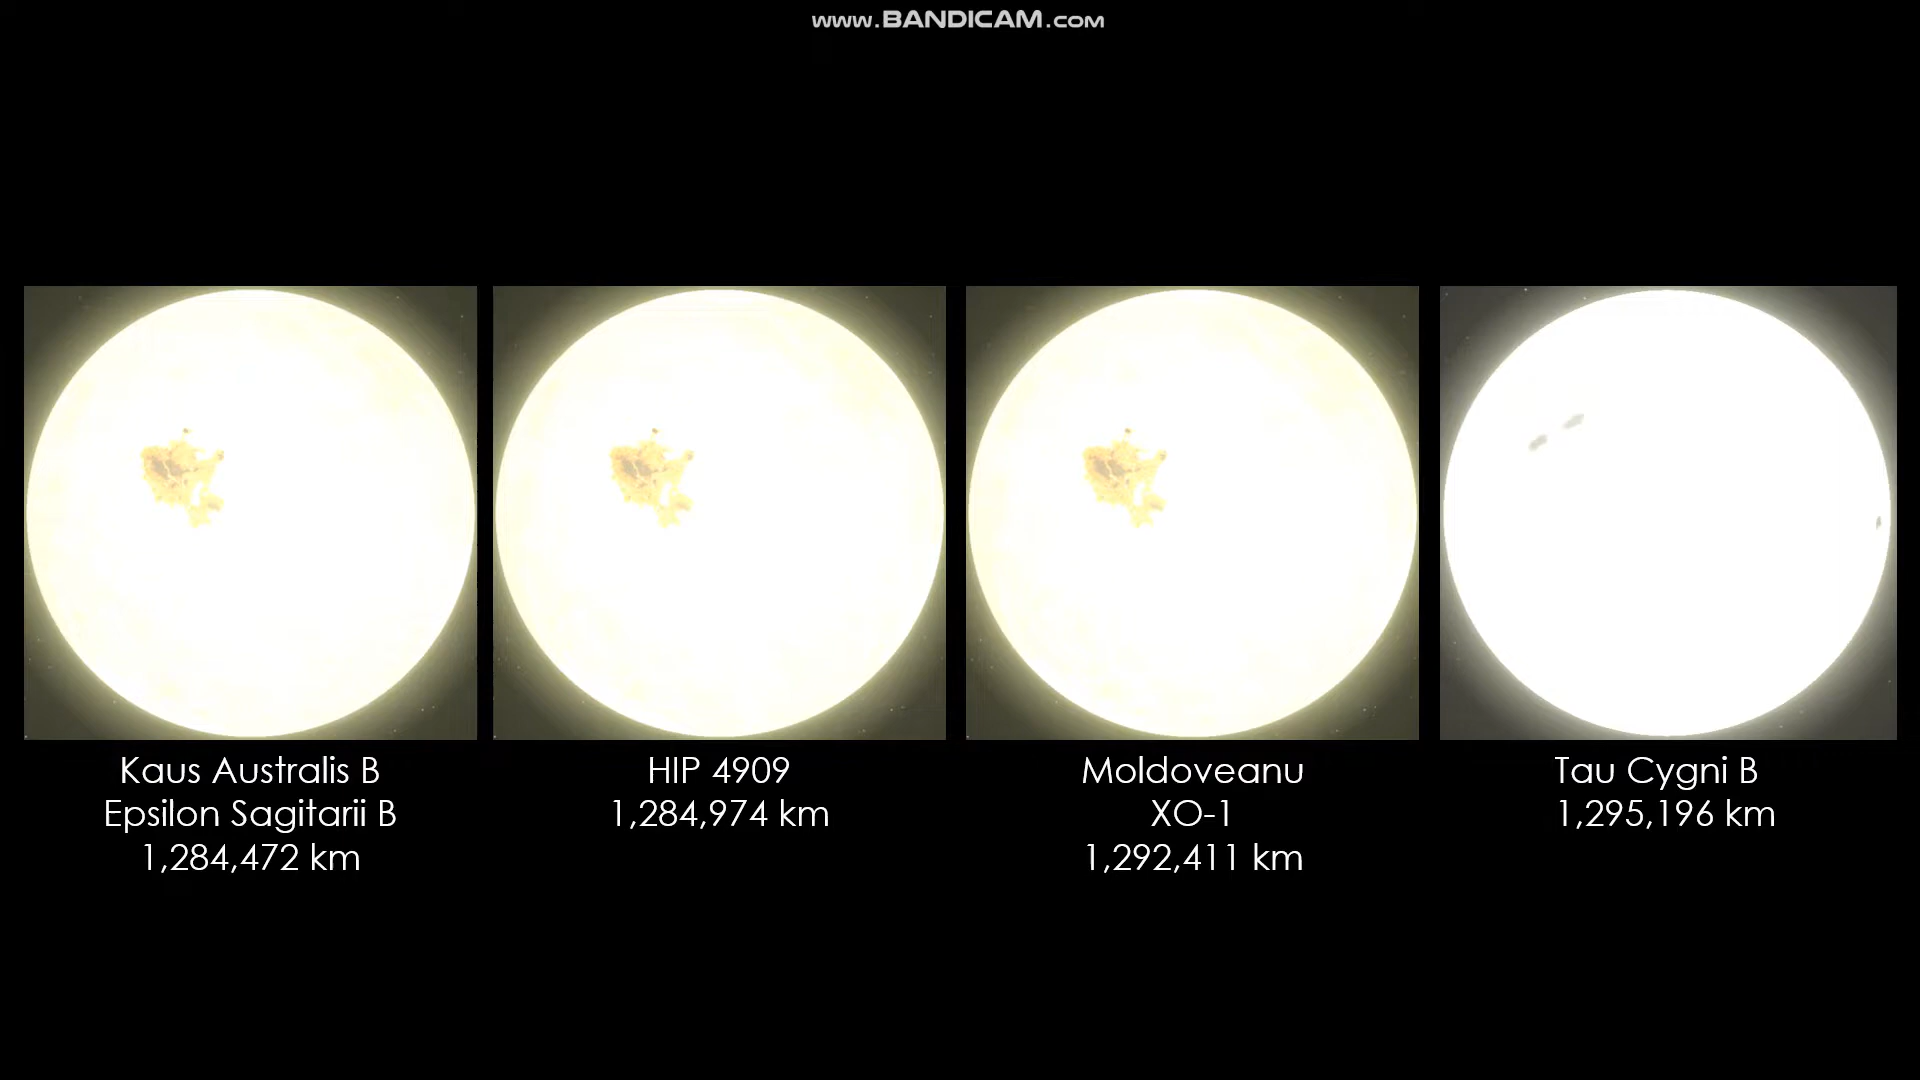 www.BANDICAM.com
Kaus Australis B
Epsilon Sagitarii B
1,284,472 km
HIP 4909
1,284,974 km
Moldoveanu
XO-1
1,292,411 km
Tau Cygni B
1,295,196 km